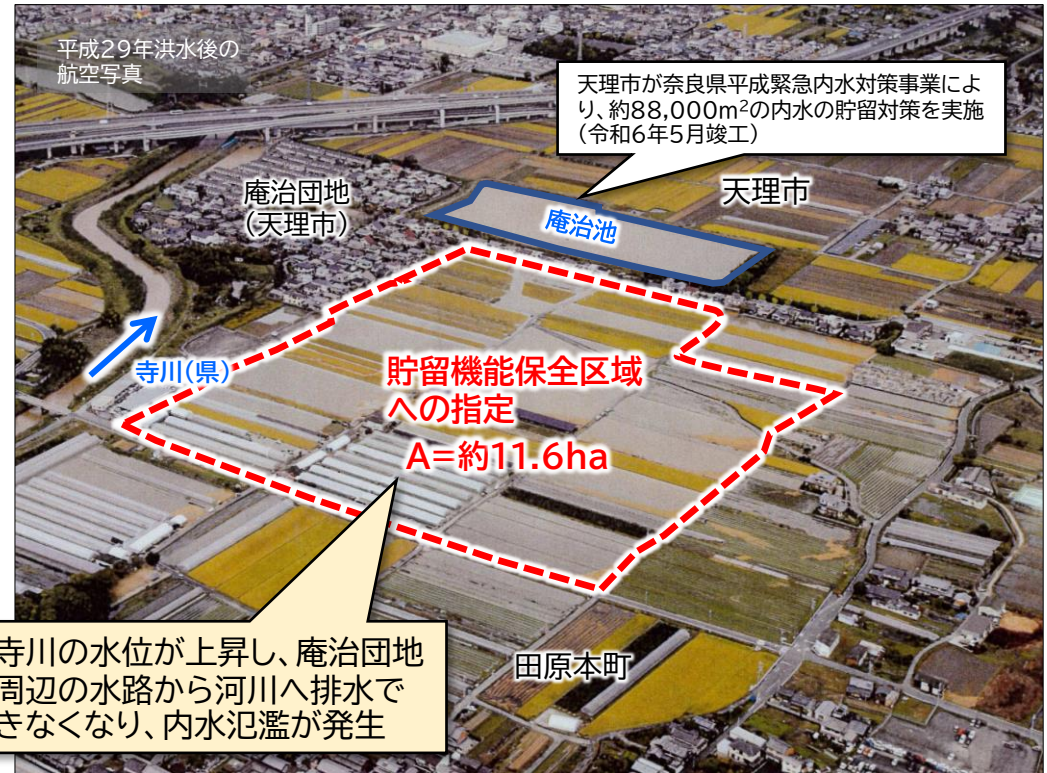 平成29年洪水後の
航空写真
天理市が奈良県平成緊急内水対策事業によ
り、約88,000m²の内水の貯留対策を実施
（令和6年5月竣工）
庵治団地
（天理市）
天理市
庵治池
寺川(県)
貯留機能保全区域
への指定
A=約11.6ha
寺川の水位が上昇し、庵治団地
周辺の水路から河川へ排水で
きなくなり、内水氾濫が発生
田原本町